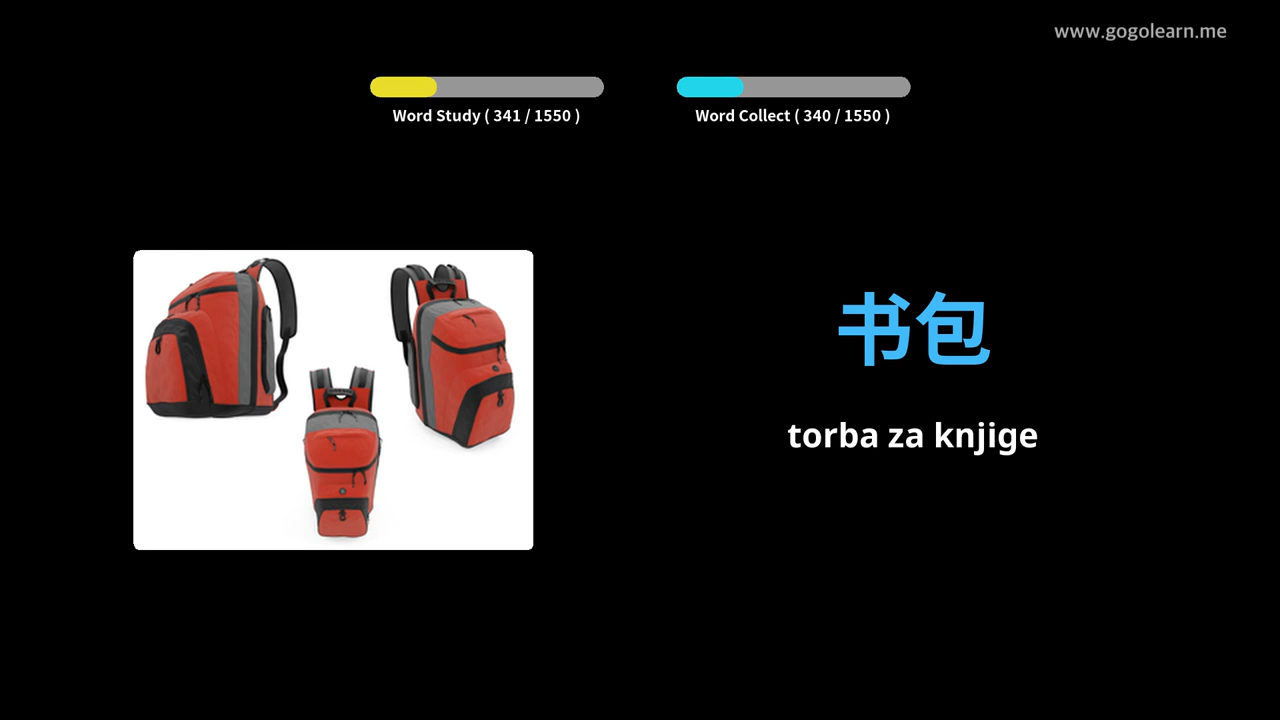 www.gogolearn.me
Word Study ( 341 / 1550 )
Word Collect ( 340 / 1550 )
书包
torba za knjige